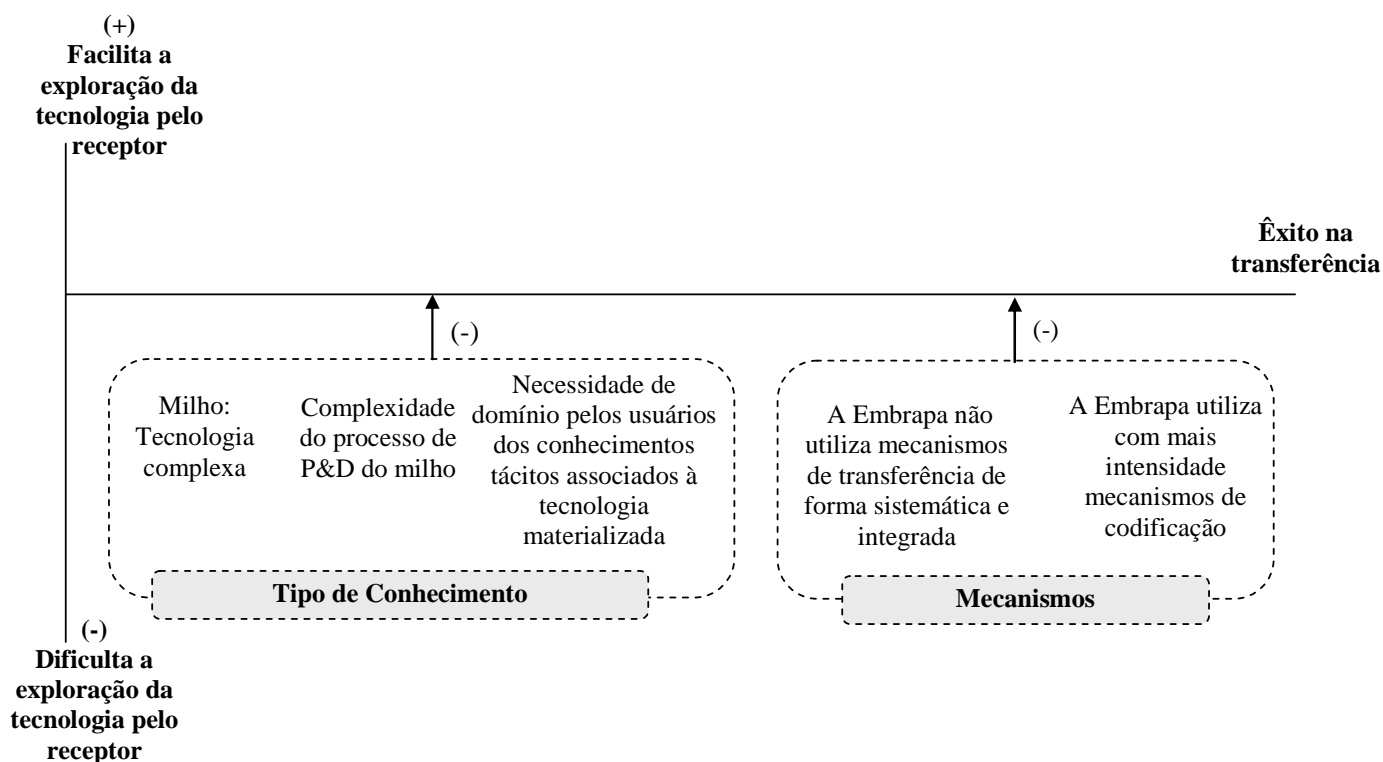 (+)
Facilita a
exploração da
tecnologia pelo
receptor
Êxito na
transferência
(-)
(-)
Milho:
Tecnologia
complexa
Complexidade
do processo de
P&D do milho
Necessidade de
domínio pelos usuários
dos conhecimentos
tácitos associados à
tecnologia
materializada
Tipo de Conhecimento
A Embrapa não
utiliza mecanismos
de transferência de
forma sistemática e
integrada
A Embrapa utiliza
com mais
intensidade
mecanismos de
codificação
Mecanismos
(-)
Dificulta a
exploração da
tecnologia pelo
receptor